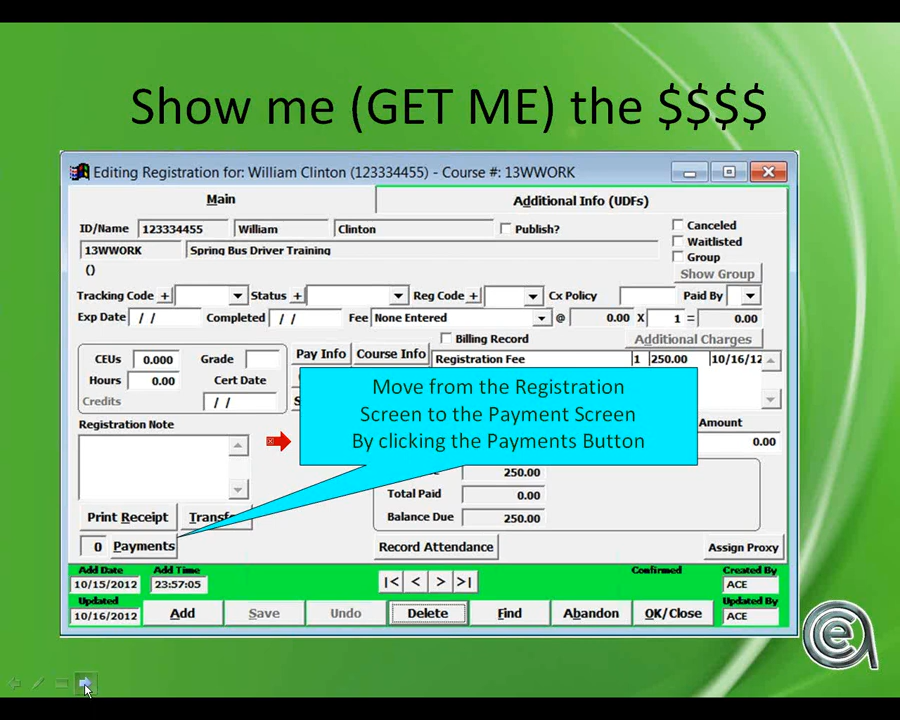 Show me (GET ME) the $$$$
Editing Registration for: William Clinton (123334455) - Course #: 13WWORK
Main
Additional Info (UDFs)
ID/Name 123334455 William Clinton Publish? Canceled
13WWORK Spring Bus Driver Training Waitlisted
() Group
Show Group
Tracking Code + Status + Reg Code + Cx Policy Paid By
Exp Date / / Completed / / Fee None Entered @ 0.00 X 1 = 0.00
Billing Record Additional Charges
CEUs 0.000 Grade Pay Info Course Info Registration Fee 1 250.00 10/16/12
Hours 0.00 Cert Date
Credits / /
Move from the Registration
Screen to the Payment Screen
By clicking the Payments Button
Registration Note Amount
0.00
250.00
Total Paid 0.00
Print Receipt Balance Due 250.00
0 Payments Record Attendance Assign Proxy
Add Date Add Time Confirmed Created By
10/15/2012 23:57:05 |< < > >| ACE
Updated Updated By
10/16/2012 Add Save Undo Delete Find Abandon OK/Close ACE